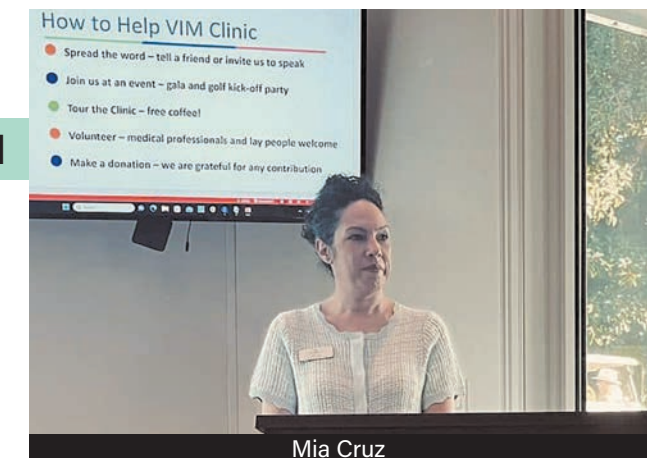 How to Help VIM Clinic
Spread the word – tell a friend or invite us to speak
Join us at an event – gala and golf kick-off party
Tour the Clinic – free coffee!
Volunteer – medical professionals and lay people welcome
Make a donation – we are grateful for any contribution
Mia Cruz